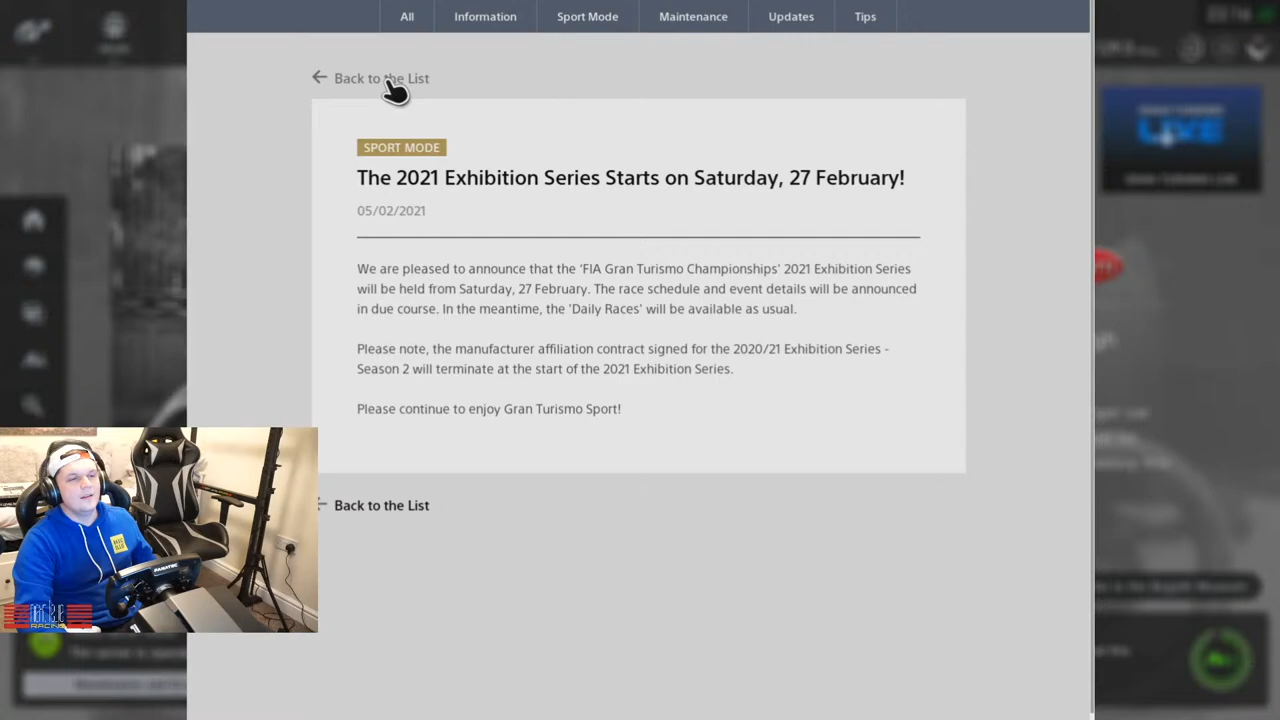 All Information Sport Mode Maintenance Updates Tips
Back to the List
LIVE
SPORT MODE
The 2021 Exhibition Series Starts on Saturday, 27 February!
05/02/2021
We are pleased to announce that the 'FIA Gran Turismo Championships' 2021 Exhibition Series
will be held from Saturday, 27 February. The race schedule and event details will be announced
in due course. In the meantime, the 'Daily Races' will be available as usual.
Please note, the manufacturer affiliation contract signed for the 2020/21 Exhibition Series -
Season 2 will terminate at the start of the 2021 Exhibition Series.
Please continue to enjoy Gran Turismo Sport!
Back to the List
FANATEC
RACING